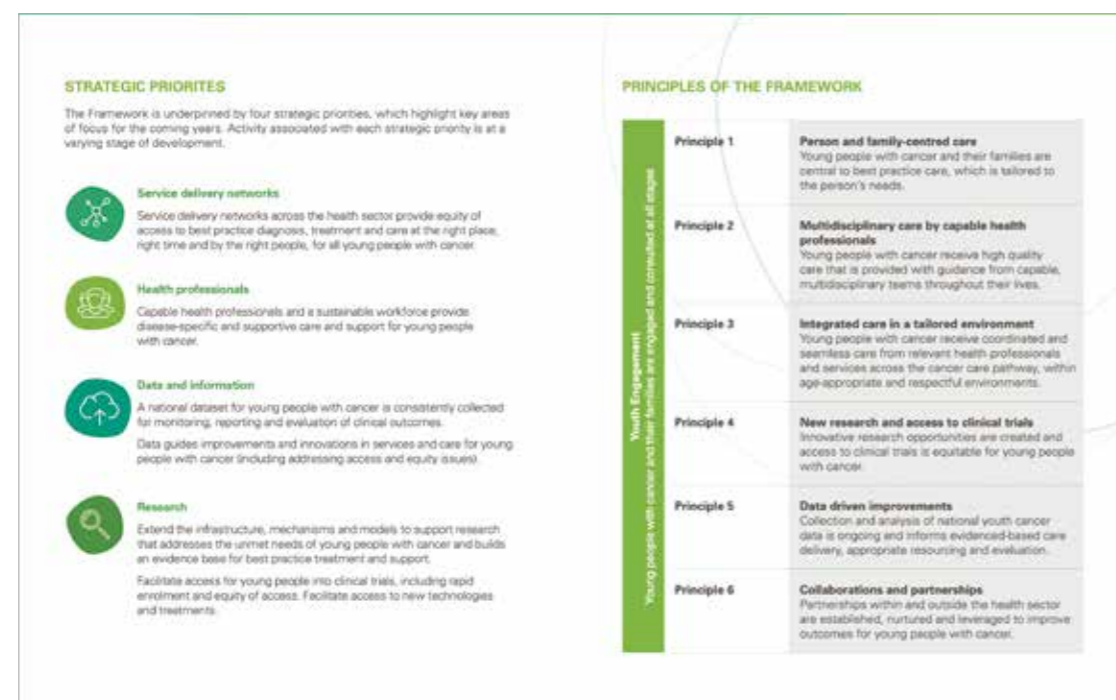 STRATEGIC PRIORITES
The Framework is underpinned by four strategic priorities, which highlight key areas
of focus for the coming years. Activity associated with each strategic priority is at a
varying stage of development.
Service delivery networks
Service delivery networks across the health sector provide equity of
access to best practice diagnosis, treatment and care at the right place,
right time and by the right people, for all young people with cancer.
Health professionals
Capable health professionals and a sustainable workforce provide
disease-specific and supportive care and support for young people
with cancer.
Data and information
A national dataset for young people with cancer is consistently collected
for monitoring, reporting and evaluation of clinical outcomes.
Data guides improvements and innovations in services and care for young
people with cancer (including addressing access and equity issues).
Research
Extend the infrastructure, mechanisms and models to support research
that addresses the unmet needs of young people with cancer and builds
an evidence base for best practice treatment and support.
Facilitate access for young people into clinical trials, including rapid
enrolment and equity of access. Facilitate access to new technologies
and treatments.
PRINCIPLES OF THE FRAMEWORK
Youth Engagement
Young people with cancer and their families are engaged and consulted at all stages
Principle 1
Person and family-centred care
Young people with cancer and their families are
central to best practice care, which is tailored to
the person's needs.
Principle 2
Multidisciplinary care by capable health
professionals
Young people with cancer receive high quality
care that is provided with guidance from capable,
multidisciplinary teams throughout their lives.
Principle 3
Integrated care in a tailored environment
Young people with cancer receive coordinated and
seamless care from relevant health professionals
and services across the cancer care pathway, within
age-appropriate and respectful environments.
Principle 4
New research and access to clinical trials
Innovative research opportunities are created and
access to clinical trials is equitable for young people
with cancer.
Principle 5
Data driven improvements
Collection and analysis of national youth cancer
data is ongoing and informs evidenced-based care
delivery, appropriate resourcing and evaluation.
Principle 6
Collaborations and partnerships
Partnerships within and outside the health sector
are established, nurtured and leveraged to improve
outcomes for young people with cancer.